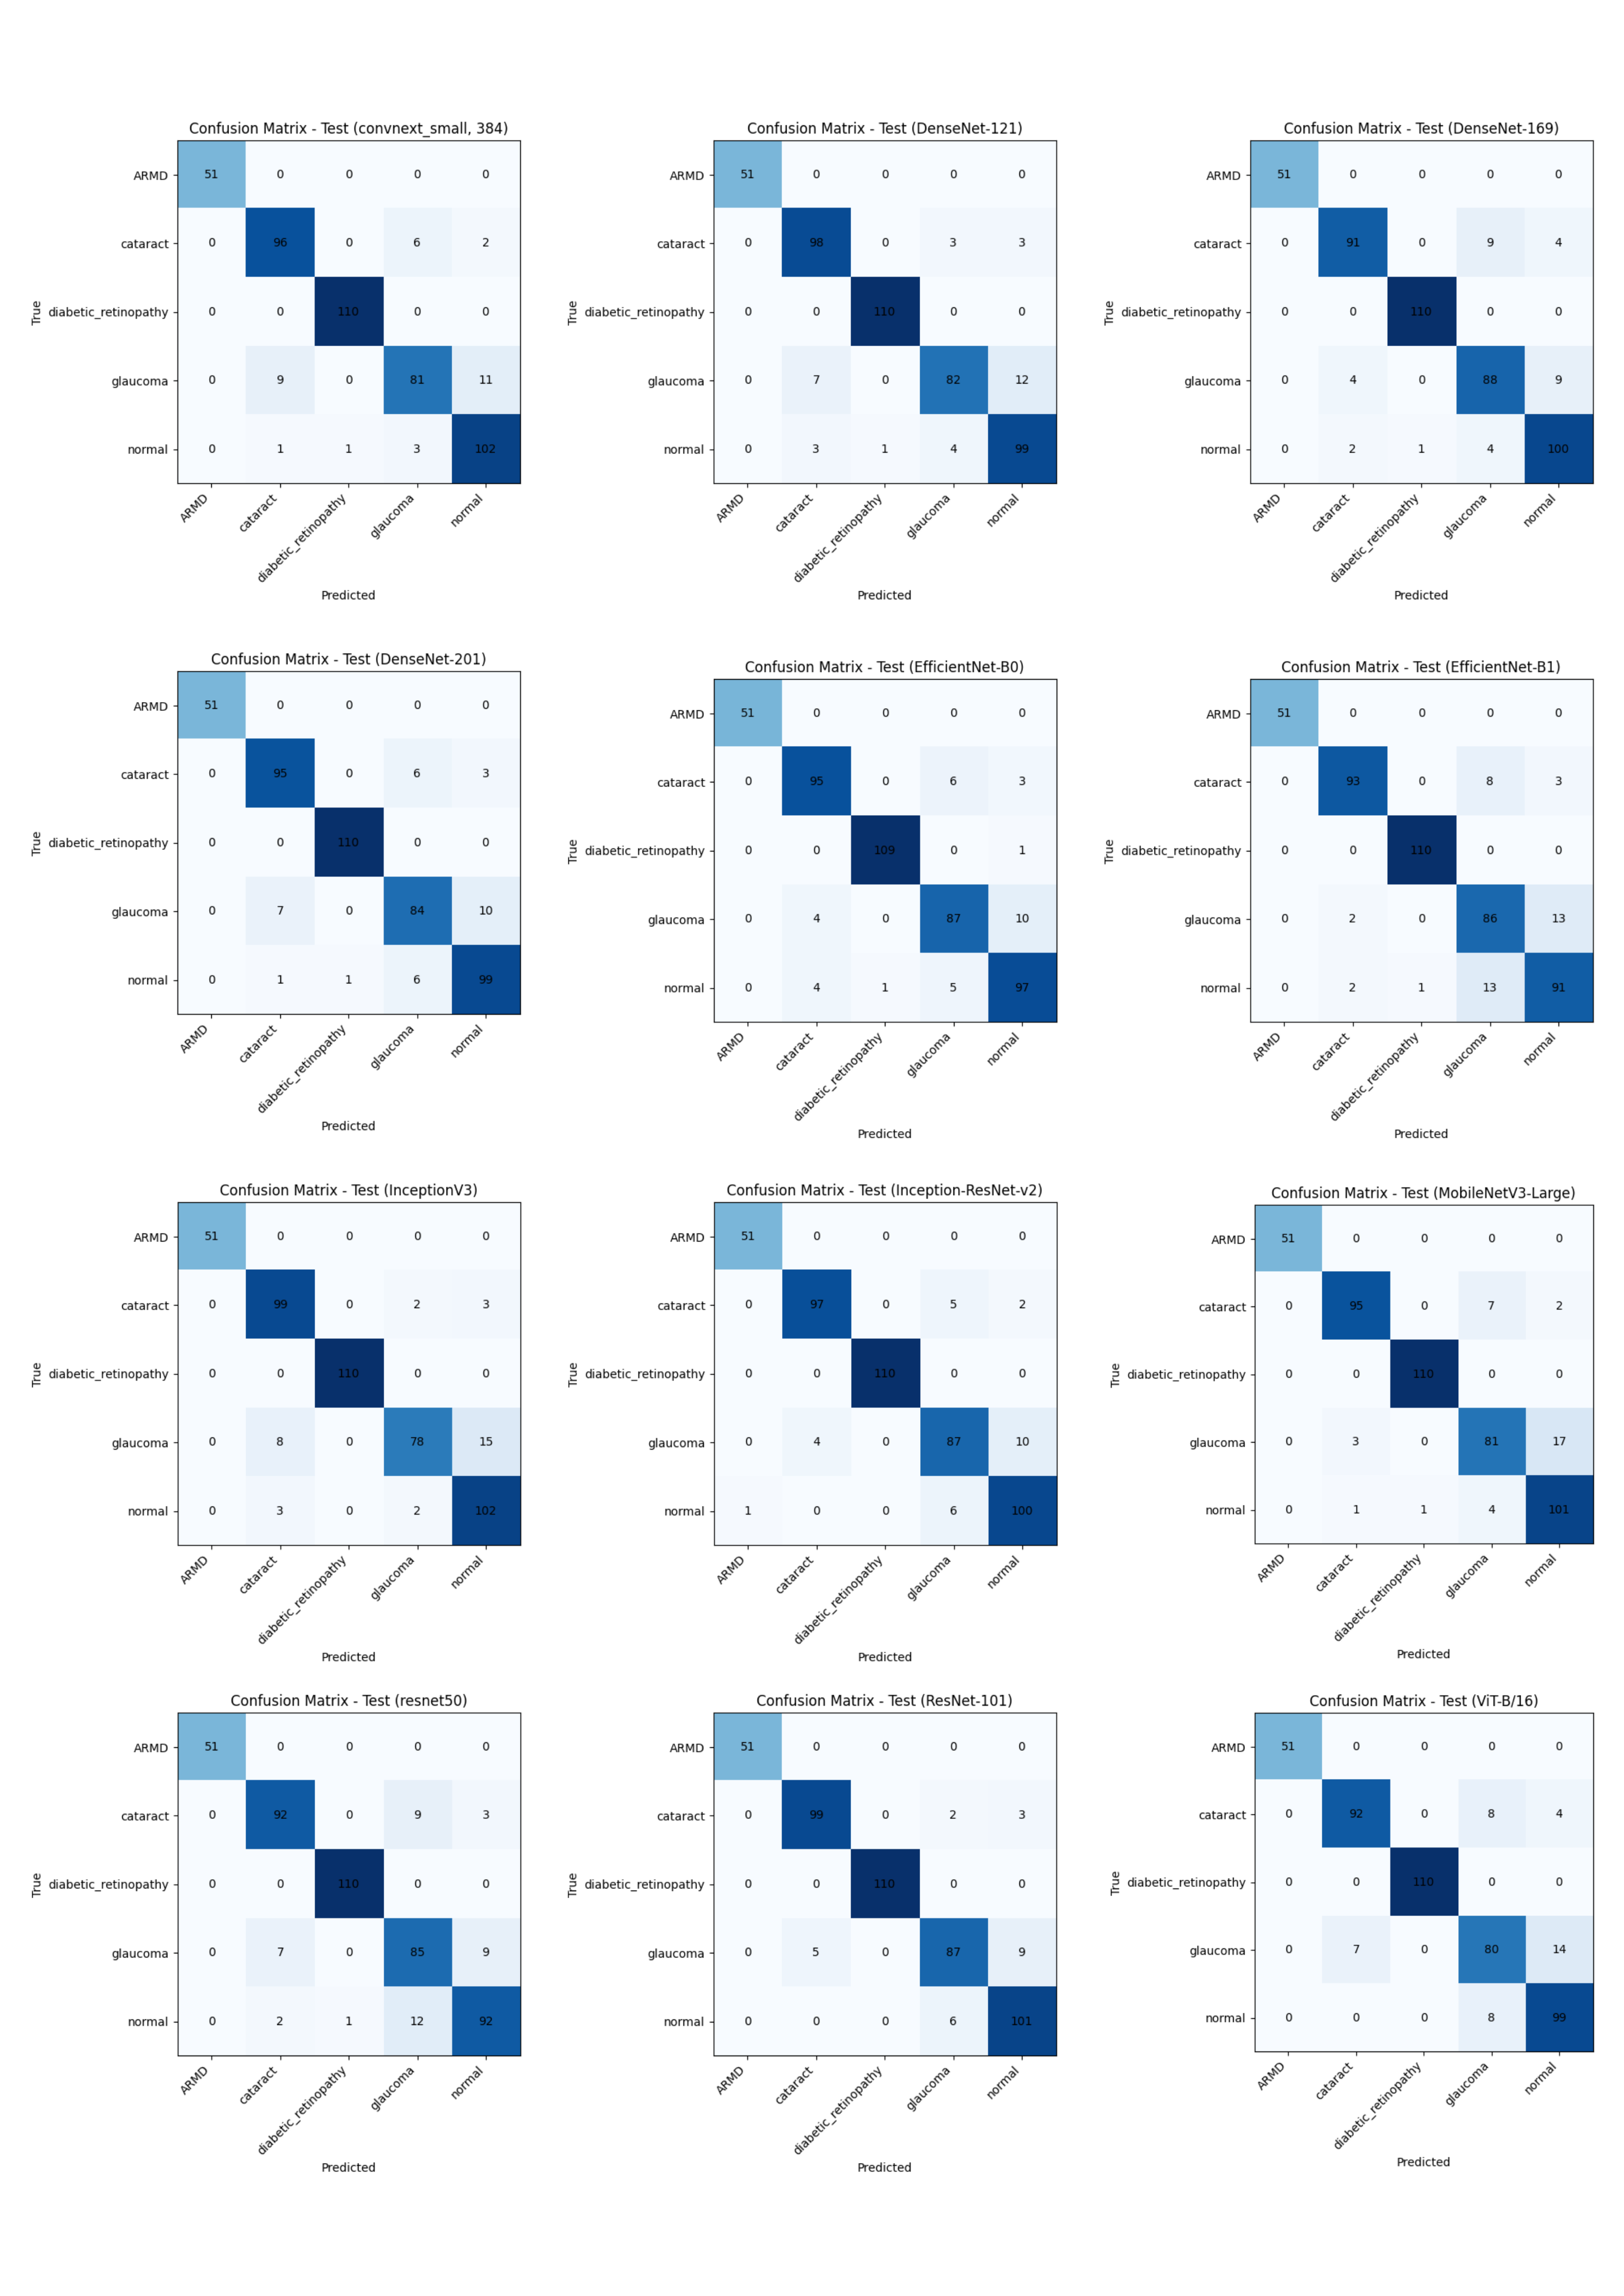 Confusion Matrix - Test (convnext_small, 384)
True
ARMD 51 0 0 0 0
cataract 0 96 0 6 2
diabetic_retinopathy 0 0 110 0 0
glaucoma 0 9 0 81 11
normal 0 1 1 3 102
ARMD cataract diabetic_retinopathy glaucoma normal
Predicted
Confusion Matrix - Test (DenseNet-121)
True
ARMD 51 0 0 0 0
cataract 0 98 0 3 3
diabetic_retinopathy 0 0 110 0 0
glaucoma 0 7 0 82 12
normal 0 3 1 4 99
ARMD cataract diabetic_retinopathy glaucoma normal
Predicted
Confusion Matrix - Test (DenseNet-169)
True
ARMD 51 0 0 0 0
cataract 0 91 0 9 4
diabetic_retinopathy 0 0 110 0 0
glaucoma 0 4 0 88 9
normal 0 2 1 4 100
ARMD cataract diabetic_retinopathy glaucoma normal
Predicted
Confusion Matrix - Test (DenseNet-201)
True
ARMD 51 0 0 0 0
cataract 0 95 0 6 3
diabetic_retinopathy 0 0 110 0 0
glaucoma 0 7 0 84 10
normal 0 1 1 6 99
ARMD cataract diabetic_retinopathy glaucoma normal
Predicted
Confusion Matrix - Test (EfficientNet-B0)
True
ARMD 51 0 0 0 0
cataract 0 95 0 6 3
diabetic_retinopathy 0 0 109 0 1
glaucoma 0 4 0 87 10
normal 0 4 1 5 97
ARMD cataract diabetic_retinopathy glaucoma normal
Predicted
Confusion Matrix - Test (EfficientNet-B1)
True
ARMD 51 0 0 0 0
cataract 0 93 0 8 3
diabetic_retinopathy 0 0 110 0 0
glaucoma 0 2 0 86 13
normal 0 2 1 13 91
ARMD cataract diabetic_retinopathy glaucoma normal
Predicted
Confusion Matrix - Test (InceptionV3)
True
ARMD 51 0 0 0 0
cataract 0 99 0 2 3
diabetic_retinopathy 0 0 110 0 0
glaucoma 0 8 0 78 15
normal 0 3 0 2 102
ARMD cataract diabetic_retinopathy glaucoma normal
Predicted
Confusion Matrix - Test (Inception-ResNet-v2)
True
ARMD 51 0 0 0 0
cataract 0 97 0 5 2
diabetic_retinopathy 0 0 110 0 0
glaucoma 0 4 0 87 10
normal 1 0 0 6 100
ARMD cataract diabetic_retinopathy glaucoma normal
Predicted
Confusion Matrix - Test (MobileNetV3-Large)
True
ARMD 51 0 0 0 0
cataract 0 95 0 7 2
diabetic_retinopathy 0 0 110 0 0
glaucoma 0 3 0 81 17
normal 0 1 1 4 101
ARMD cataract diabetic_retinopathy glaucoma normal
Predicted
Confusion Matrix - Test (resnet50)
True
ARMD 51 0 0 0 0
cataract 0 92 0 9 3
diabetic_retinopathy 0 0 110 0 0
glaucoma 0 7 0 85 9
normal 0 2 1 12 92
ARMD cataract diabetic_retinopathy glaucoma normal
Predicted
Confusion Matrix - Test (ResNet-101)
True
ARMD 51 0 0 0 0
cataract 0 99 0 2 3
diabetic_retinopathy 0 0 110 0 0
glaucoma 0 5 0 87 9
normal 0 0 0 6 101
ARMD cataract diabetic_retinopathy glaucoma normal
Predicted
Confusion Matrix - Test (ViT-B/16)
True
ARMD 51 0 0 0 0
cataract 0 92 0 8 4
diabetic_retinopathy 0 0 110 0 0
glaucoma 0 7 0 80 14
normal 0 0 0 8 99
ARMD cataract diabetic_retinopathy glaucoma normal
Predicted